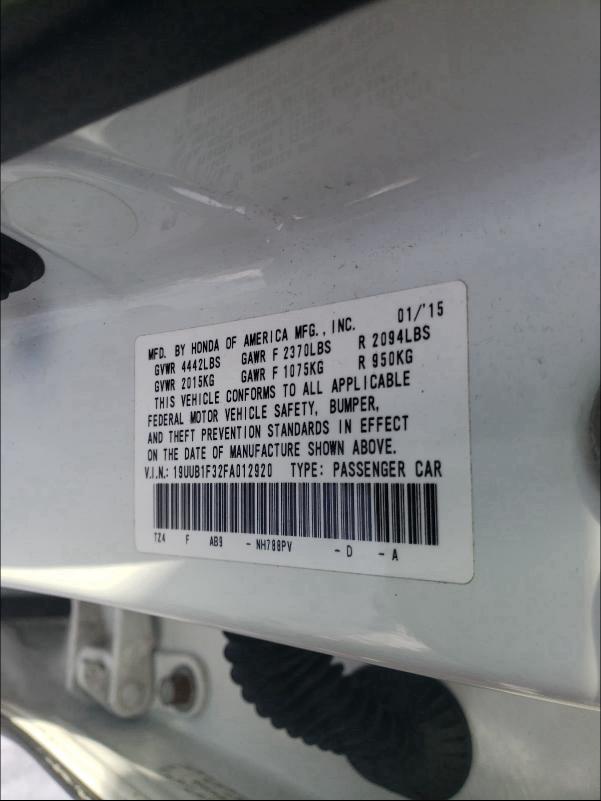 MFD. BY HONDA OF AMERICA MFG., INC. 01/'15
GVWR 4442LBS GAWR F 2370LBS R 2094LBS
GVWR 2015KG GAWR F 1075KG R 950KG
THIS VEHICLE CONFORMS TO ALL APPLICABLE
FEDERAL MOTOR VEHICLE SAFETY, BUMPER,
AND THEFT PREVENTION STANDARDS IN EFFECT
ON THE DATE OF MANUFACTURE SHOWN ABOVE.
V.I.N.: 19UUB1F32FA012920 TYPE: PASSENGER CAR
TZ4 F AB9 - NH788PV - D - A